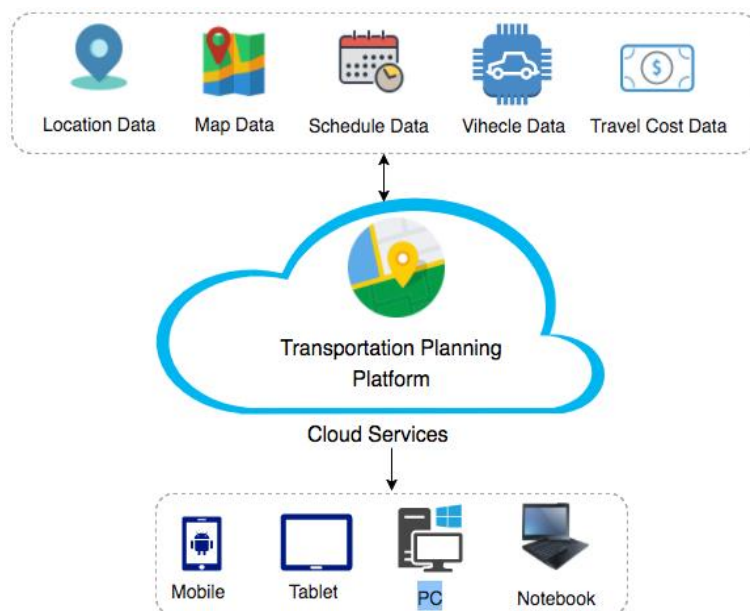 Location Data
Map Data
Schedule Data
Vihecle Data
Travel Cost Data
$
Transportation Planning
Platform
Cloud Services
Mobile
Tablet
PC
Notebook